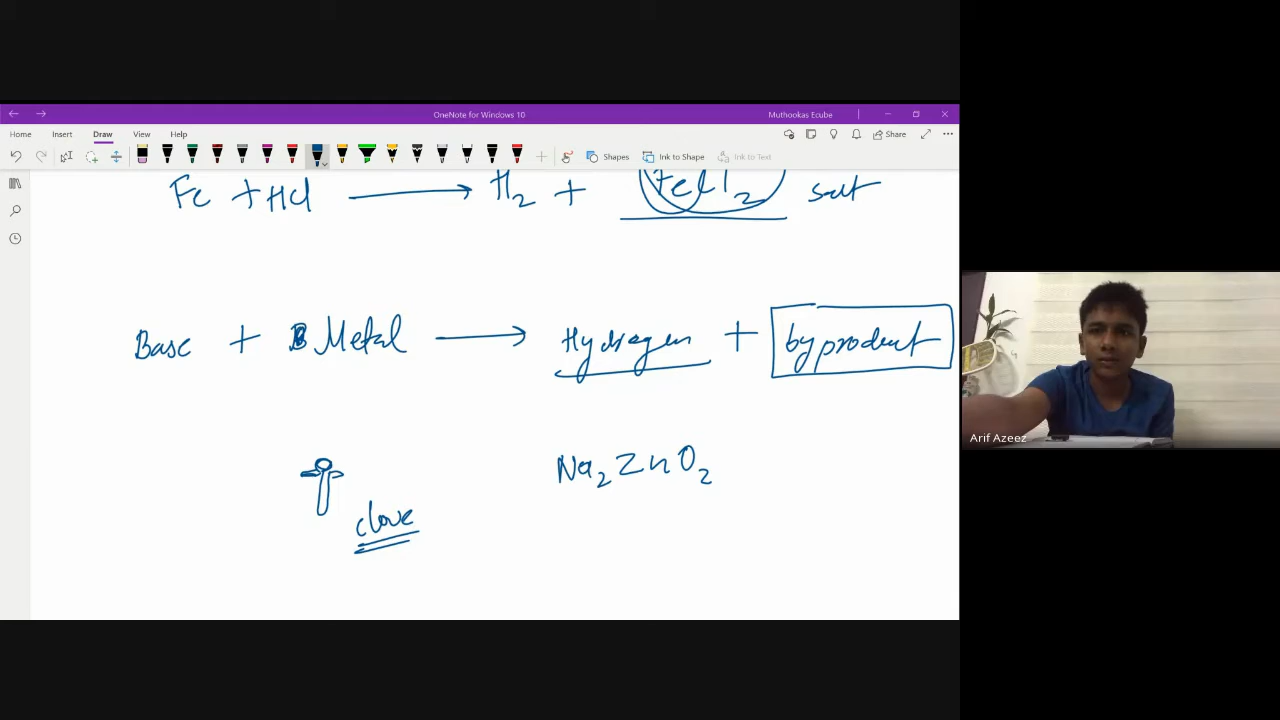 OneNote for Windows 10
Muthookas Ecube
Home Insert Draw View Help
Share
Shapes Ink to Shape Ink to Text
Fe + HCl ⟶ H2 + FeCl2 salt
Base + B Metal ⟶ Hydrogen + byproduct
Na2ZnO2
clove
Arif Azeez